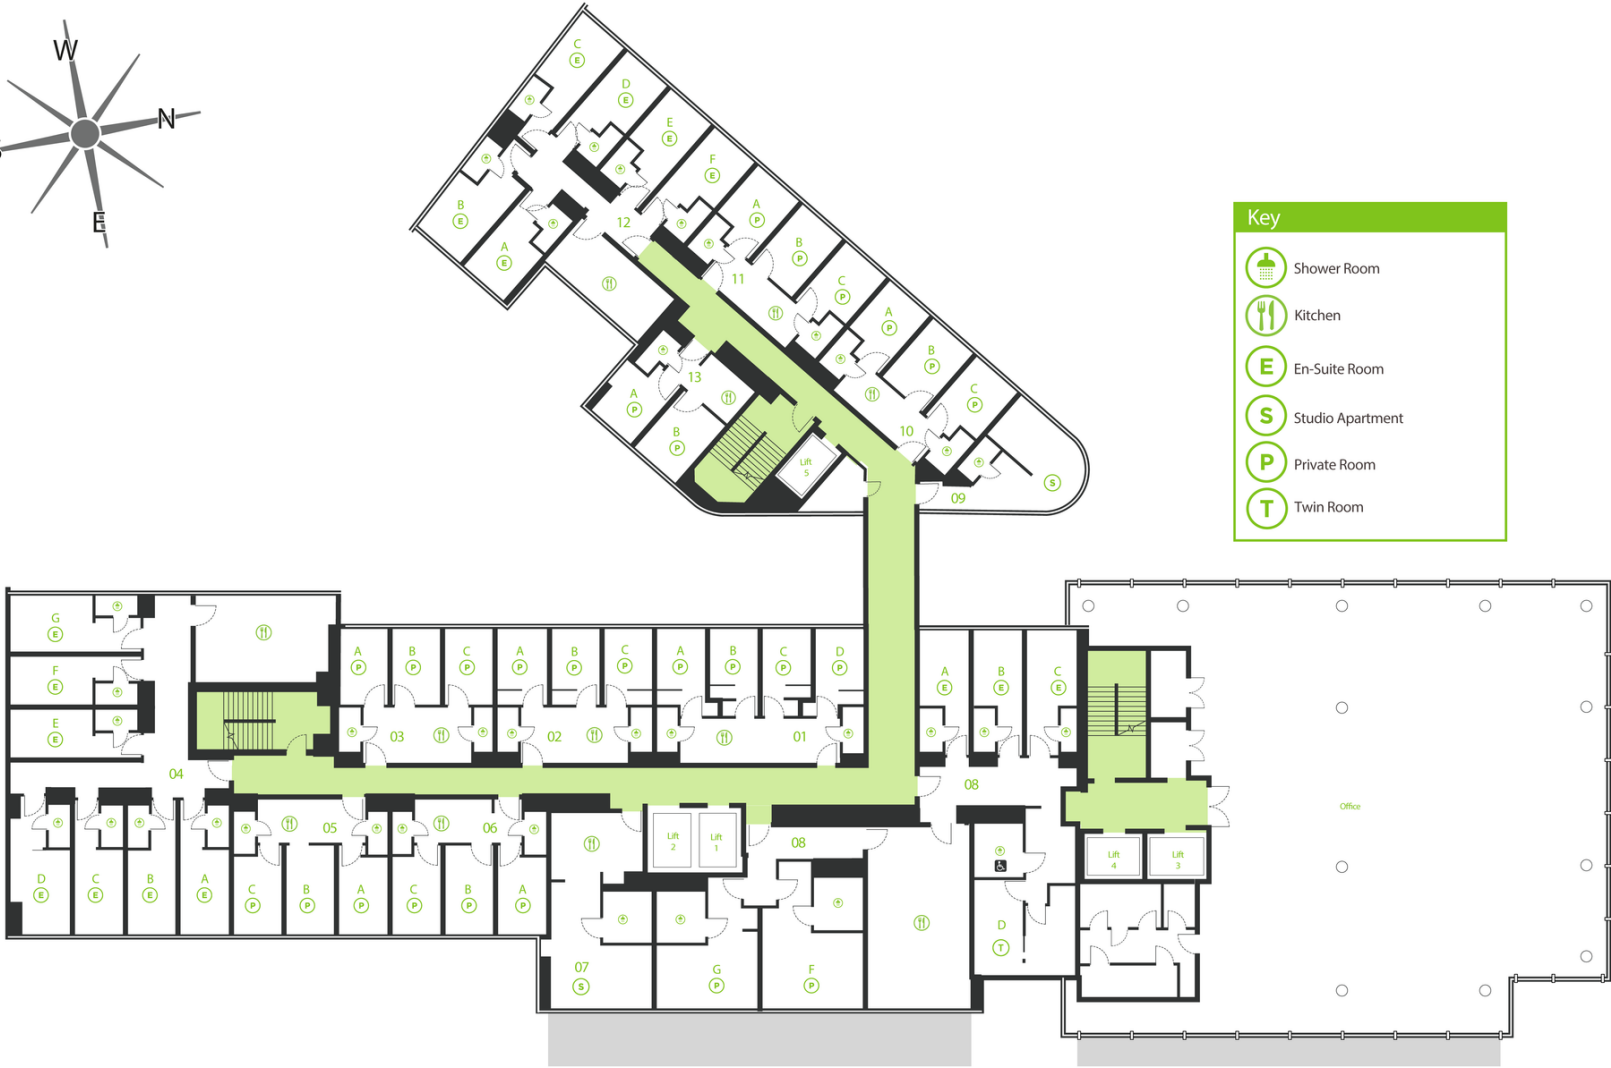 W
N
E
S
Key
Shower Room
Kitchen
E En-Suite Room
S Studio Apartment
P Private Room
T Twin Room
C
E
D
E
E
E
F
E
B
E
A
E
12
A
P
B
P
C
P
11
A
P
B
P
C
P
10
13
A
P
B
P
Lift
5
N
09
S
G
E
F
E
E
E
04
N
D
E
C
E
B
E
A
E
A
P
B
P
C
P
03
A
P
B
P
C
P
02
A
P
B
P
C
P
D
P
01
05
C
P
B
P
A
P
06
C
P
B
P
A
P
Lift
2
Lift
1
07
S
08
G
P
F
P
A
E
B
E
C
E
08
D
T
N
Lift
4
Lift
3
Office